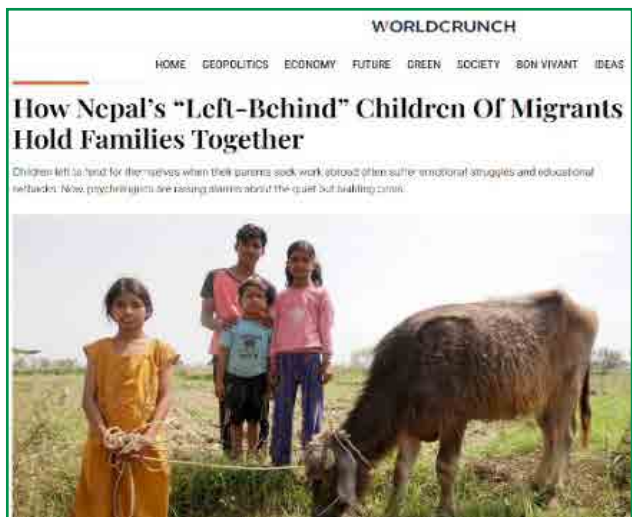 WORLDCRUNCH
HOME GEOPOLITICS ECONOMY FUTURE GREEN SOCIETY BON VIVANT IDEAS
How Nepal's “Left-Behind” Children Of Migrants
Hold Families Together
Children left to fend for themselves when their parents seek work abroad often suffer emotional struggles and educational
setbacks. Now, psychologists are raising alarms about the quiet but building crisis.